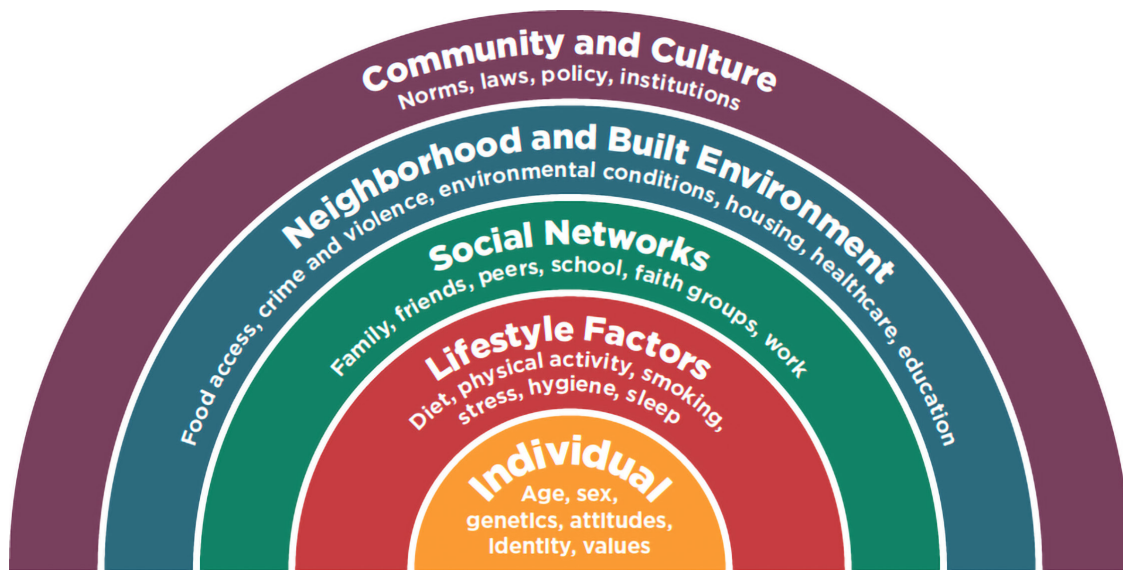 Community and Culture
Norms, laws, policy, institutions
Neighborhood and Built Environment
Food access, crime and violence, environmental conditions, housing, healthcare, education
Social Networks
Family, friends, peers, school, faith groups, work
Lifestyle Factors
Diet, physical activity, smoking,
stress, hygiene, sleep
Individual
Age, sex,
genetics, attitudes,
identity, values